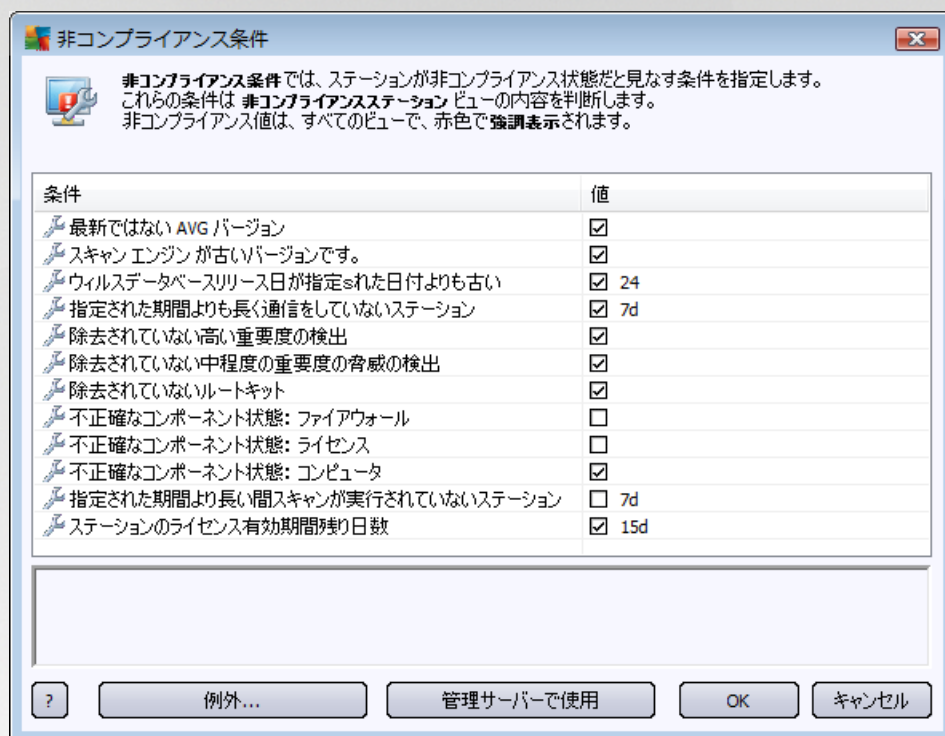 非コンプライアンス条件
非コンプライアンス条件では、ステーションが非コンプライアンス状態だと見なす条件を指定します。
これらの条件は 非コンプライアンスステーション ビューの内容を判断します。
非コンプライアンス値は、すべてのビューで、赤色で強調表示されます。
条件 値
最新ではない AVG バージョン
スキャン エンジン が古いバージョンです。
ウィルスデータベースリリース日が指定sれた日付よりも古い 24
指定された期間よりも長く通信をしていないステーション 7d
除去されていない高い重要度の検出
除去されていない中程度の重要度の脅威の検出
除去されていないルートキット
不正確なコンポーネント状態: ファイアウォール
不正確なコンポーネント状態: ライセンス
不正確なコンポーネント状態: コンピュータ
指定された期間より長い間スキャンが実行されていないステーション 7d
ステーションのライセンス有効期間残り日数 15d
? 例外... 管理サーバーで使用 OK キャンセル